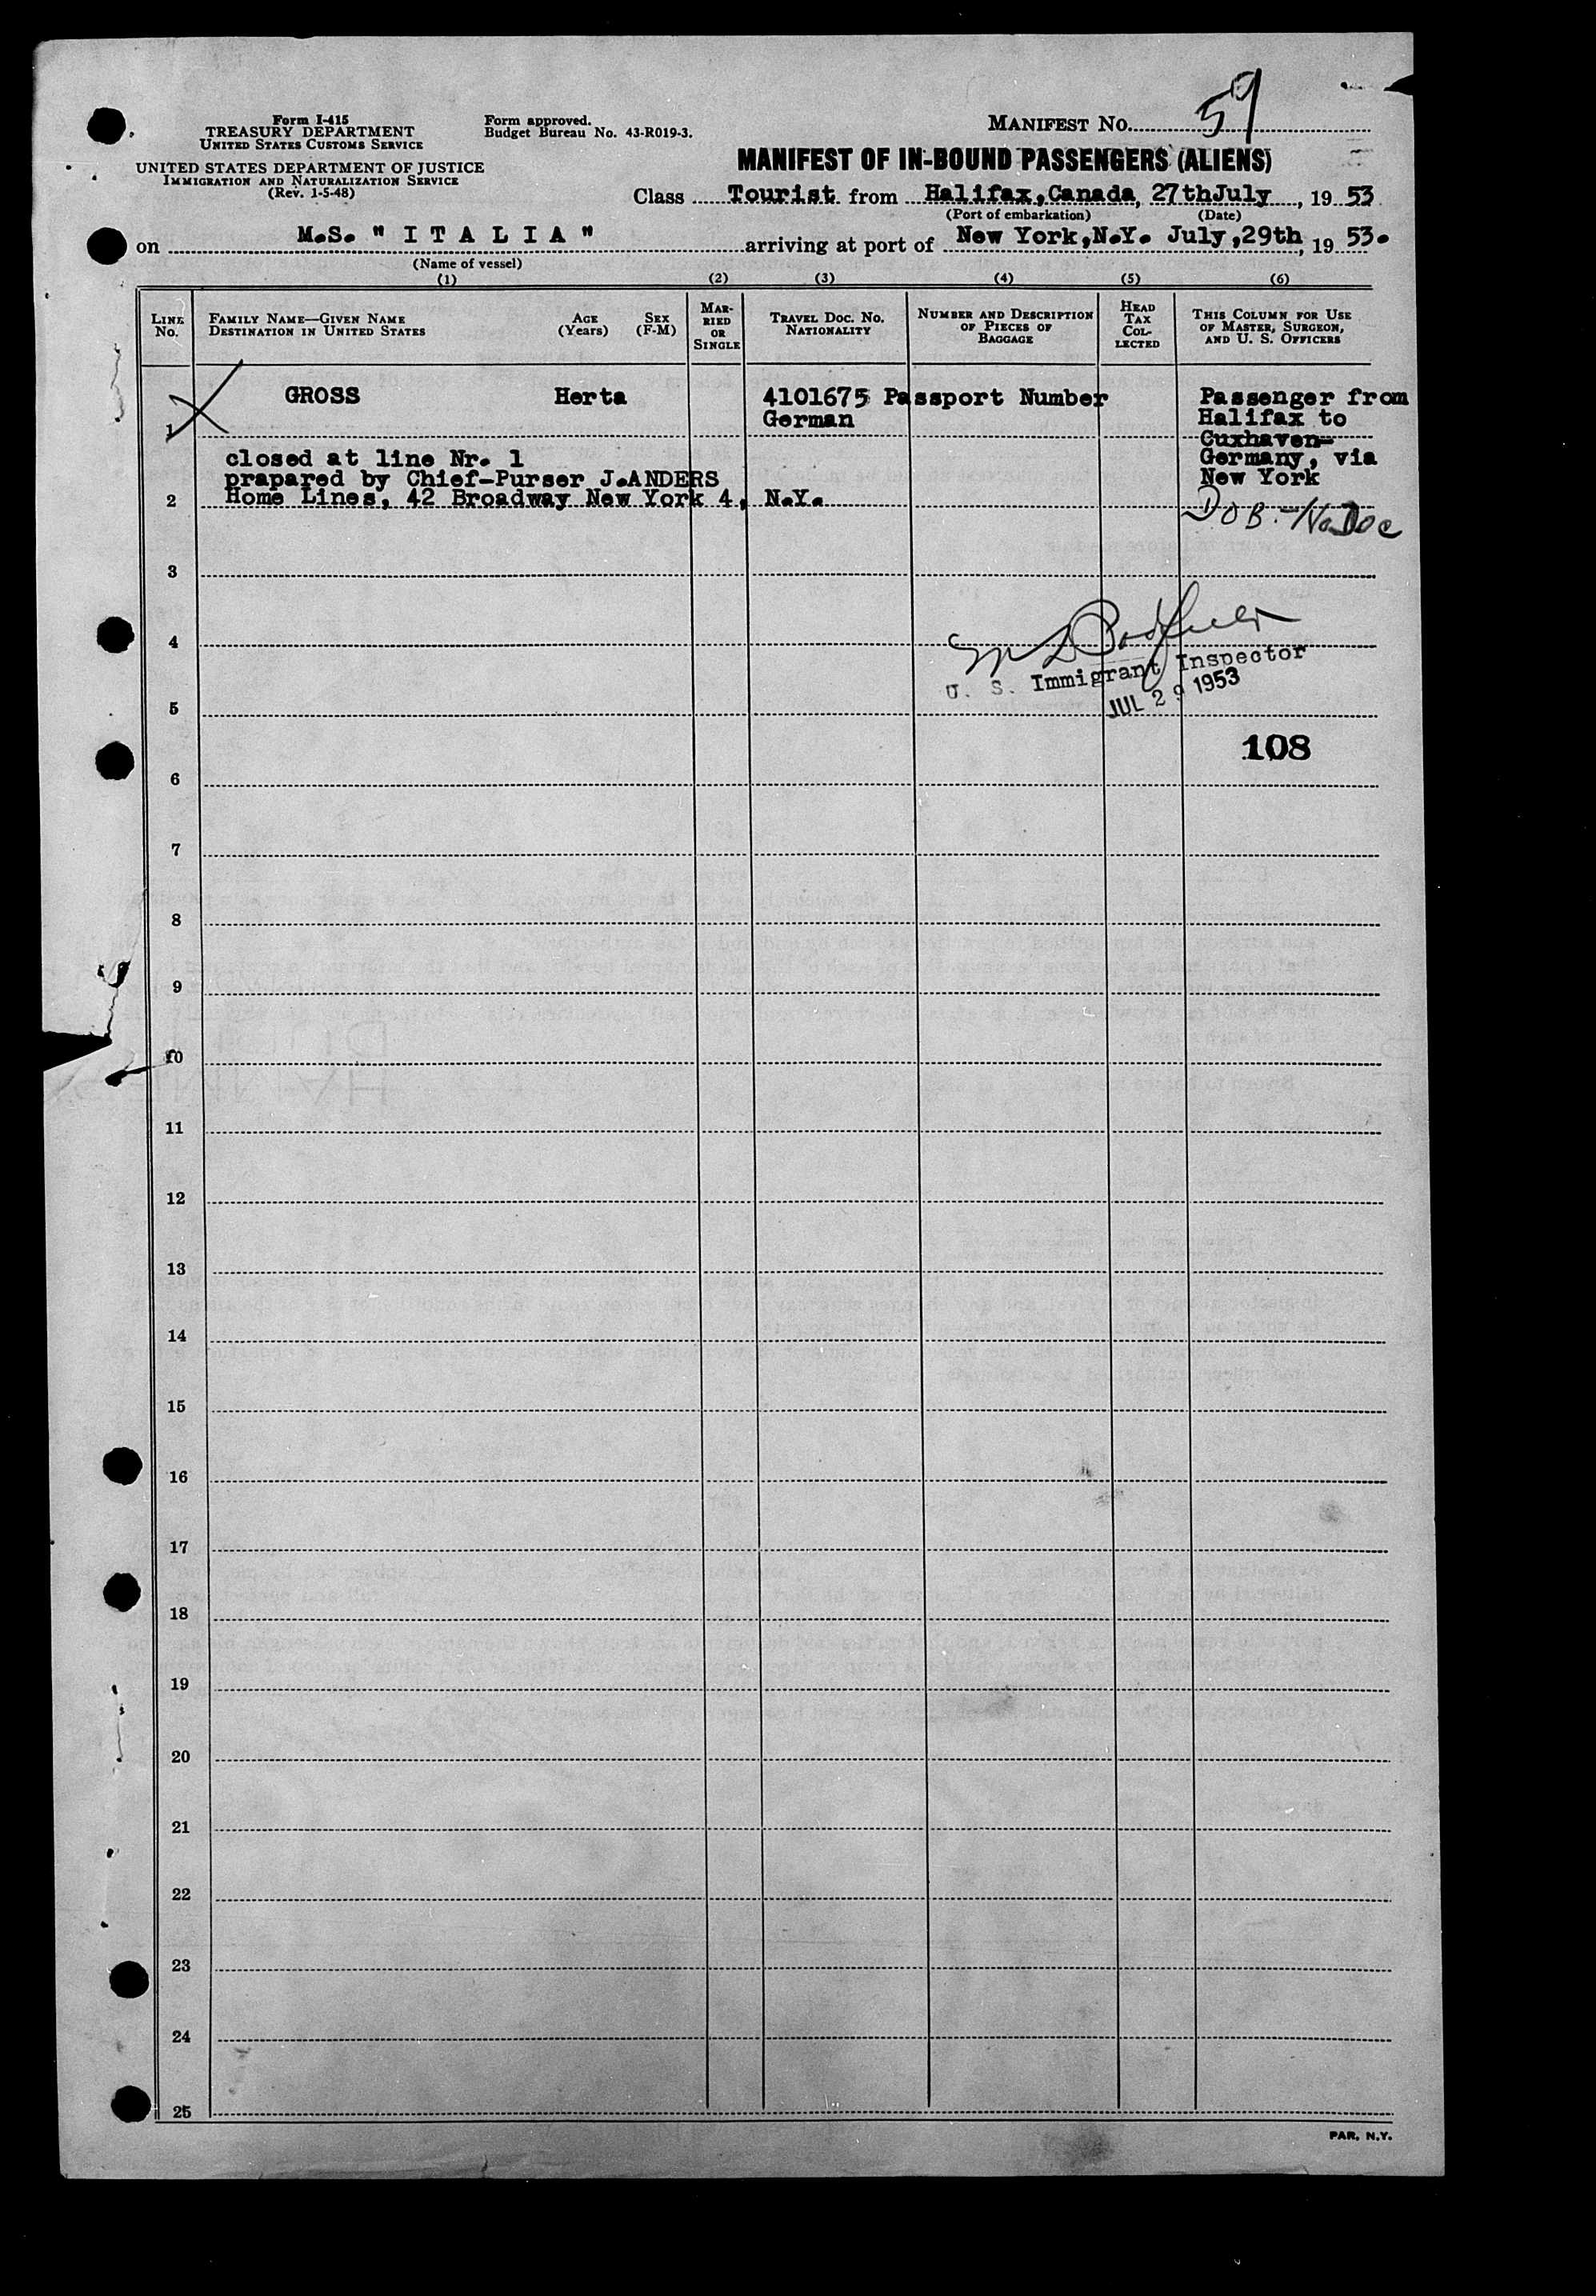 Form I-415
TREASURY DEPARTMENT
UNITED STATES CUSTOMS SERVICE
UNITED STATES DEPARTMENT OF JUSTICE
IMMIGRATION AND NATURALIZATION SERVICE
(Rev. 1-5-48)
Form approved.
Budget Bureau No. 43-R019-3.
MANIFEST No. 59
MANIFEST OF IN-BOUND PASSENGERS (ALIENS)
Class Tourist from Halifax,Canada, 27thJuly, 19 53
(Port of embarkation) (Date)
on M.S. " I T A L I A " arriving at port of New York,N.Y. July,29th, 19 53.
(Name of vessel)
(1) (2) (3) (4) (5) (6)
LINE No.
FAMILY NAME—GIVEN NAME
DESTINATION IN UNITED STATES
AGE (Years)
SEX (F-M)
MARRIED OR SINGLE
TRAVEL DOC. NO.
NATIONALITY
NUMBER AND DESCRIPTION
OF PIECES OF
BAGGAGE
HEAD TAX COLLECTED
THIS COLUMN FOR USE
OF MASTER, SURGEON,
AND U. S. OFFICERS
1 GROSS Herta 4101675 Passport Number
German
Passenger from
Halifax to
Cuxhaven-
Germany, via
New York
closed at line Nr. 1
prapared by Chief-Purser J.ANDERS
2 Home Lines, 42 Broadway New York 4, N.Y.
DOB.-No Doc
3
4
U. S. Immigrant Inspector
JUL 29 1953
5
108
6
7
8
9
10
11
12
13
14
15
16
17
18
19
20
21
22
23
24
25
PAR, N.Y.